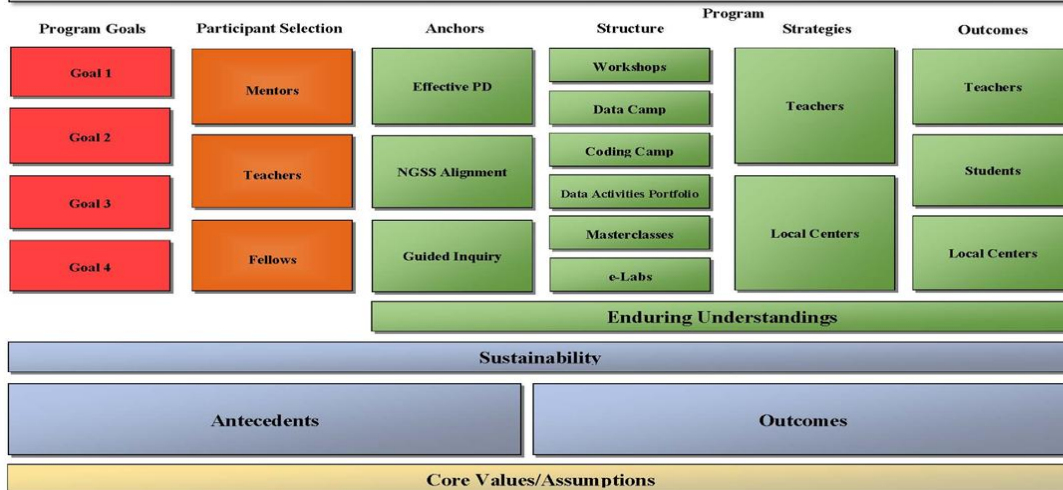 Program
Program Goals
Participant Selection
Anchors
Structure
Strategies
Outcomes
Goal 1
Goal 2
Goal 3
Goal 4
Mentors
Teachers
Fellows
Effective PD
NGSS Alignment
Guided Inquiry
Workshops
Data Camp
Coding Camp
Data Activities Portfolio
Masterclasses
e-Labs
Teachers
Local Centers
Teachers
Students
Local Centers
Enduring Understandings
Sustainability
Antecedents
Outcomes
Core Values/Assumptions